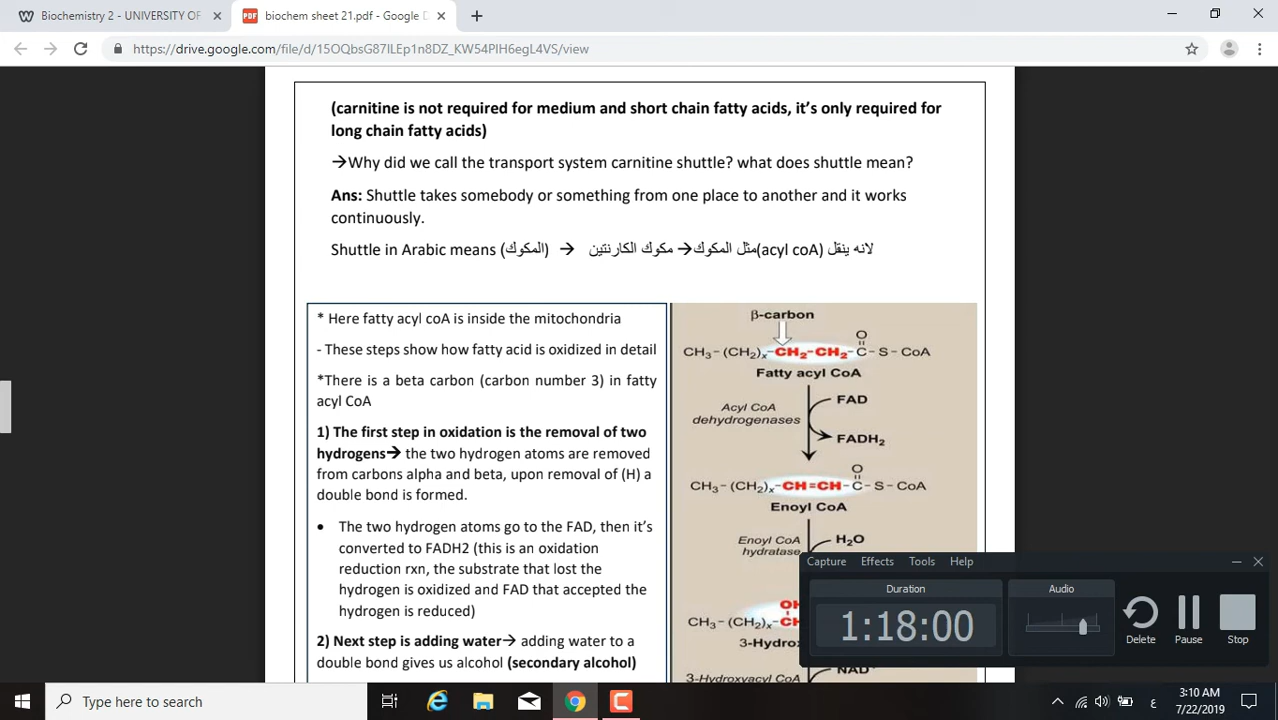 Biochemistry 2 - UNIVERSITY OF
biochem sheet 21.pdf - Google D
https://drive.google.com/file/d/15OQbsG87ILEp1n8DZ_KW54PIH6egL4VS/view
(carnitine is not required for medium and short chain fatty acids, it's only required for
long chain fatty acids)
→Why did we call the transport system carnitine shuttle? what does shuttle mean?
Ans: Shuttle takes somebody or something from one place to another and it works
continuously.
Shuttle in Arabic means (المكوك) → مكوك الكارنتين →مثل المكوك(acyl coA) لانه ينقل
* Here fatty acyl coA is inside the mitochondria
- These steps show how fatty acid is oxidized in detail
*There is a beta carbon (carbon number 3) in fatty
acyl CoA
1) The first step in oxidation is the removal of two
hydrogens→ the two hydrogen atoms are removed
from carbons alpha and beta, upon removal of (H) a
double bond is formed.
• The two hydrogen atoms go to the FAD, then it's
converted to FADH2 (this is an oxidation
reduction rxn, the substrate that lost the
hydrogen is oxidized and FAD that accepted the
hydrogen is reduced)
2) Next step is adding water→ adding water to a
double bond gives us alcohol (secondary alcohol)
β-carbon
O
CH₃-(CH₂)ₓ-CH₂-CH₂-C-S-CoA
Fatty acyl CoA
Acyl CoA
dehydrogenases
FAD
FADH₂
O
CH₃-(CH₂)ₓ-CH=CH-C-S-CoA
Enoyl CoA
Enoyl CoA
hydratase
H₂O
OH
CH₃-(CH₂)ₓ-CH
3-Hydrox
3-Hydroxyacyl CoA
NAD⁺
Capture Effects Tools Help
Duration
Audio
1:18:00
Delete
Pause
Stop
Type here to search
ع
3:10 AM
7/22/2019